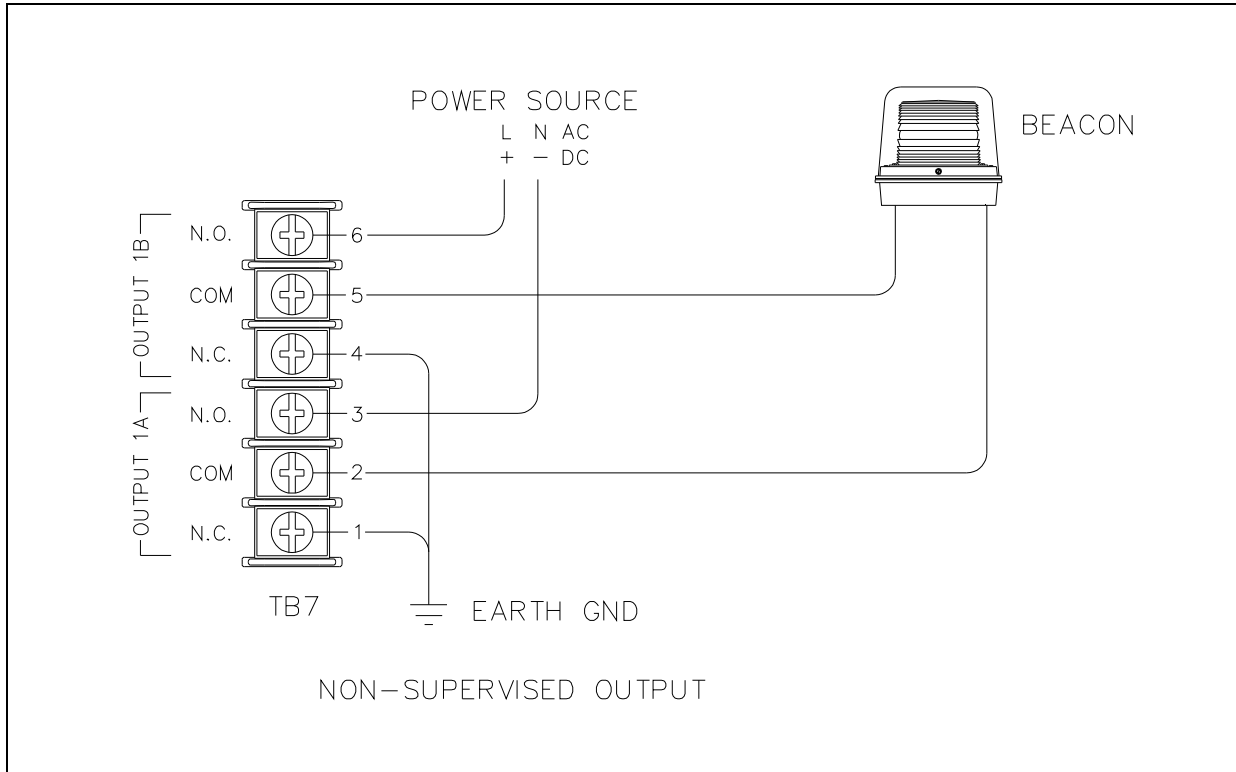 POWER SOURCE
L N AC
+ − DC
BEACON
OUTPUT 1B
N.O. 6
COM 5
N.C. 4
OUTPUT 1A
N.O. 3
COM 2
N.C. 1
TB7
EARTH GND
NON−SUPERVISED OUTPUT